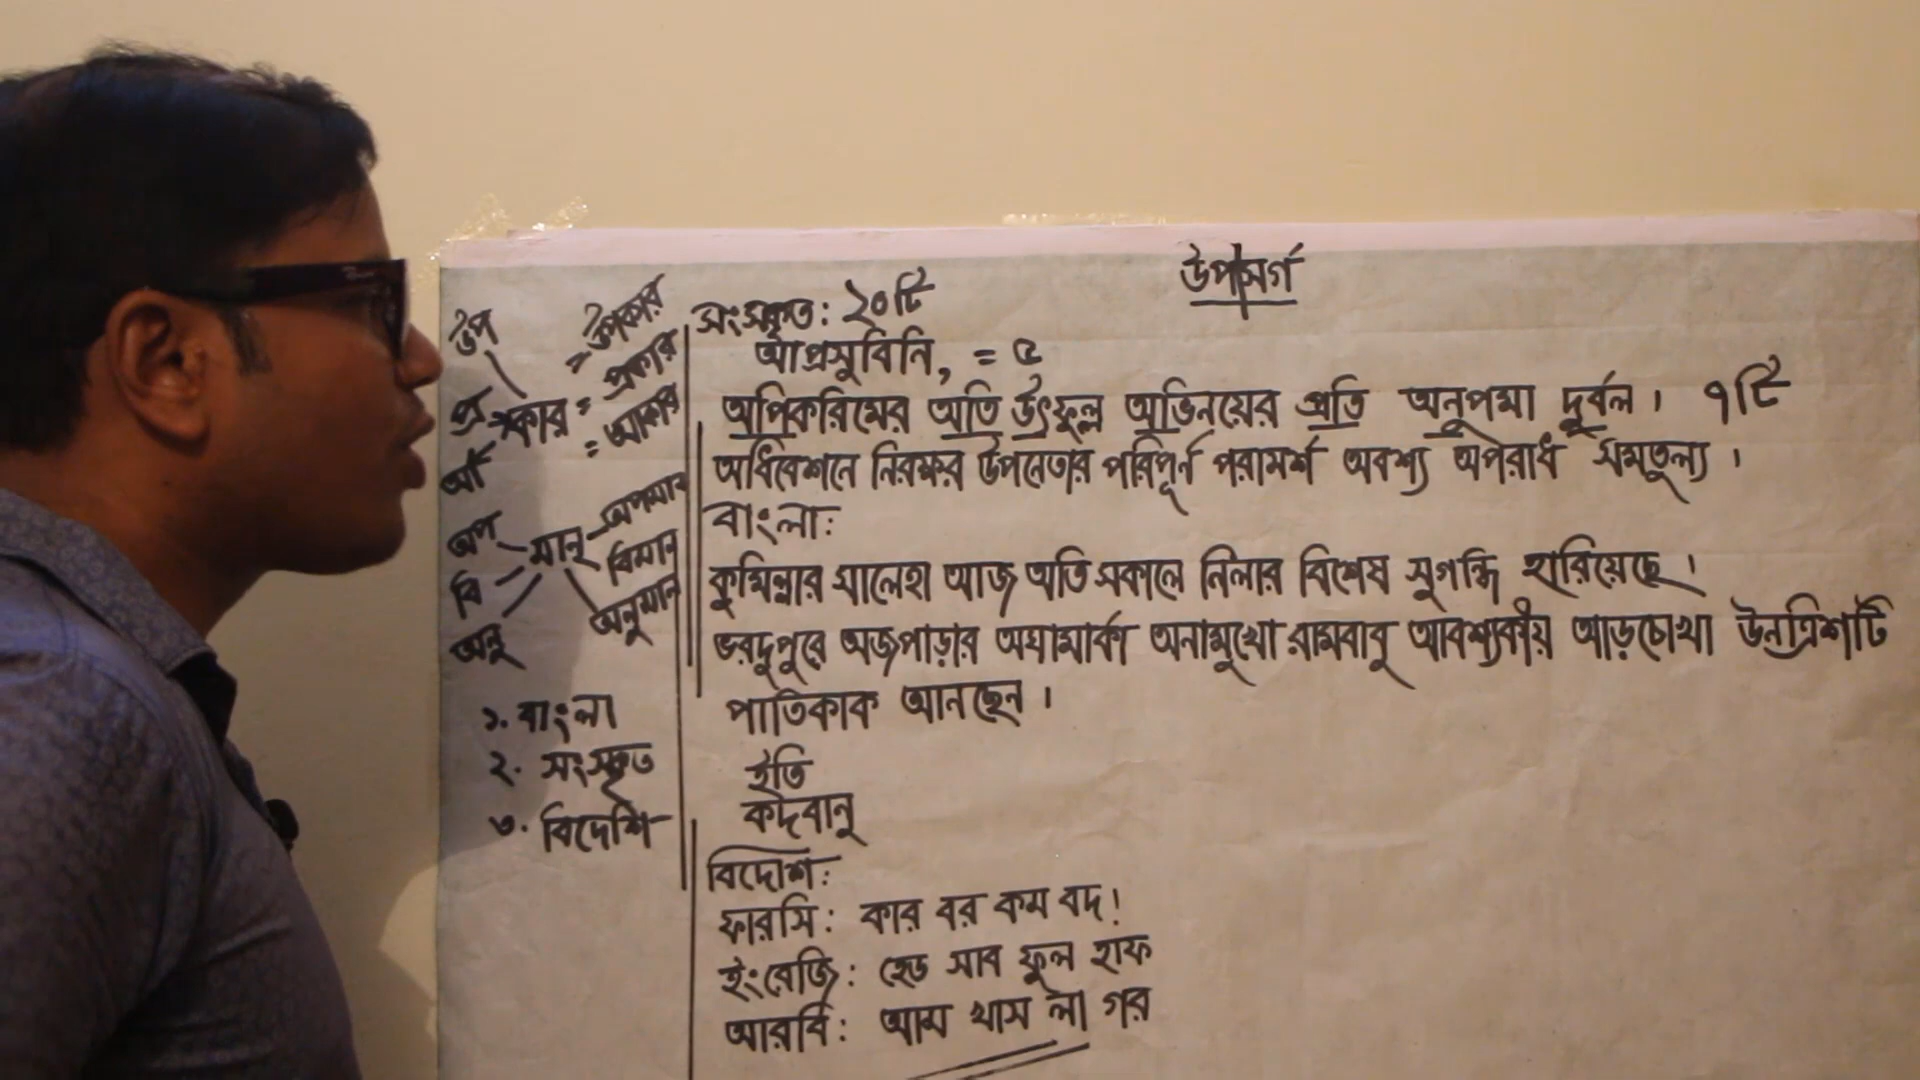 উপসর্গ
উপ
প্র
আ
কার
= উপকার
= প্রকার
= আকার
অপ
বি
অনু
মান
অপমান
বিমান
অনুমান
১. বাংলা
২. সংস্কৃত
৩. বিদেশি
সংস্কৃত: ২০টি
আপ্রসুবিনি, = ৫
অপিকরিমের অতি উৎফুল্ল অভিনয়ের প্রতি অনুপমা দুর্বল। ৭টি
অধিবেশনে নিরক্ষর উপনেতার পরিপূর্ন পরামর্শ অবশ্য অপরাধ সমতুল্য।
বাংলা:
কুমিল্লার সালেহা আজ অতি সকালে নিলার বিশেষ সুগন্ধি হারিয়েছে।
ভরদুপুরে অজপাড়ার অঘামার্কা অনামুখো রামবাবু আবশ্যকীয় আড়চোখা উনত্রিশটি
পাতিকাক আনছেন।
ইতি
কদবানু
বিদেশি:
ফারসি: কার বর কম বদ!
ইংরেজি: হেড সাব ফুল হাফ
আরবি: আম খাস লা গর